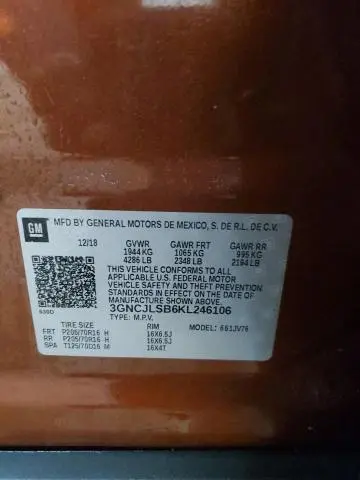 GM
MFD BY GENERAL MOTORS DE MEXICO, S. DE R.L. DE C.V.
12/18 GVWR GAWR FRT GAWR RR
1944 KG 1065 KG 995 KG
4286 LB 2348 LB 2194 LB
THIS VEHICLE CONFORMS TO ALL
APPLICABLE U.S. FEDERAL MOTOR
VEHICLE SAFETY AND THEFT PREVENTION
STANDARDS IN EFFECT ON THE DATE OF
MANUFACTURE SHOWN ABOVE.
3GNCJLSB6KL246106
TYPE: M.P.V.
TIRE SIZE RIM MODEL: 661JV76
FRT P205/70R16 H 16X6.5J
RR P205/70R16 H 16X6.5J
SPA T125/70D16 M 16X4T